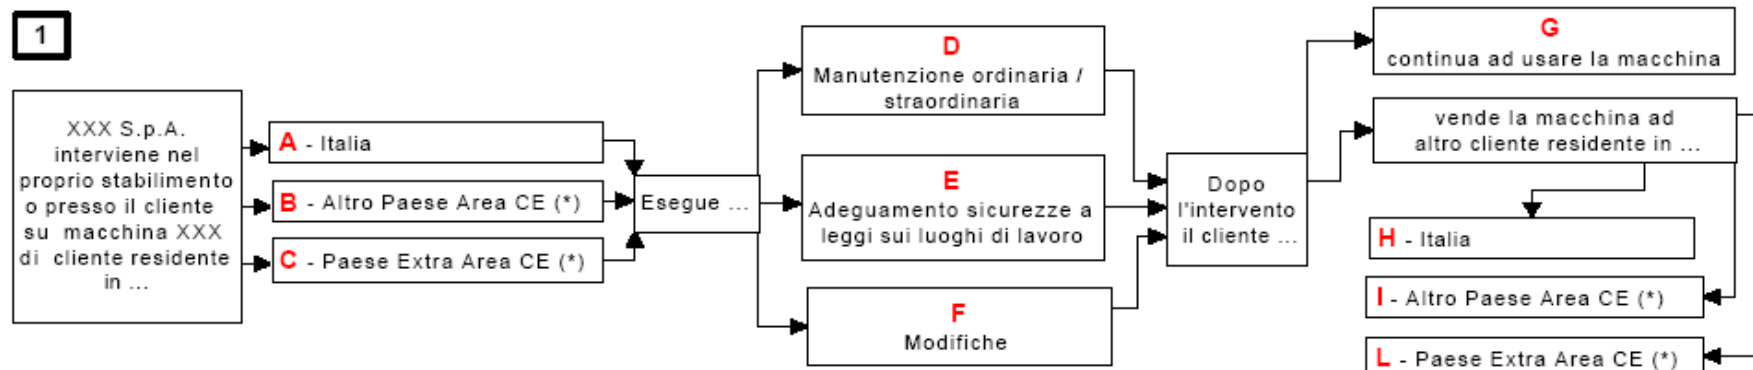 1
XXX S.p.A.
interviene nel
proprio stabilimento
o presso il cliente
su macchina XXX
di cliente residente
in ...
A - Italia
B - Altro Paese Area CE (*)
C - Paese Extra Area CE (*)
Esegue ...
D
Manutenzione ordinaria /
straordinaria
E
Adeguamento sicurezze a
leggi sui luoghi di lavoro
F
Modifiche
Dopo
l'intervento
il cliente ...
G
continua ad usare la macchina
vende la macchina ad
altro cliente residente in ...
H - Italia
I - Altro Paese Area CE (*)
L - Paese Extra Area CE (*)